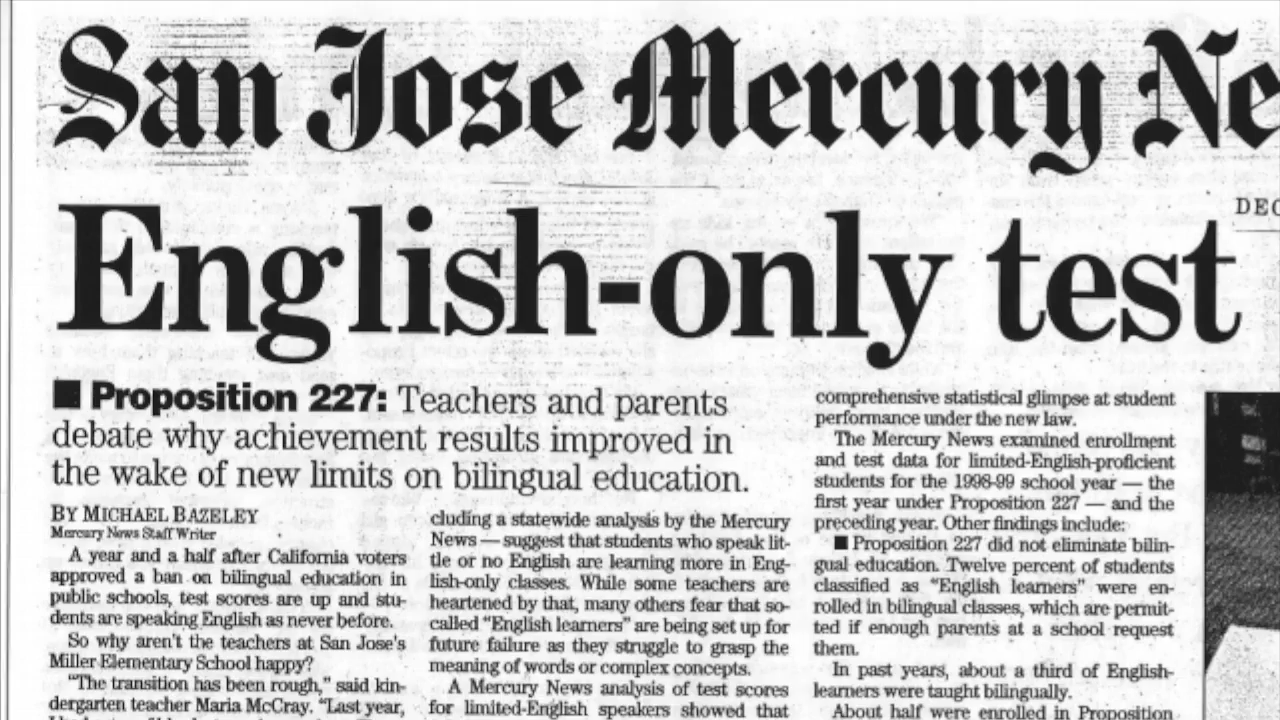 San Jose Mercury Ne
DEC
English-only test
■ Proposition 227: Teachers and parents
debate why achievement results improved in
the wake of new limits on bilingual education.
BY MICHAEL BAZELEY
Mercury News Staff Writer
A year and a half after California voters
approved a ban on bilingual education in
public schools, test scores are up and stu-
dents are speaking English as never before.
So why aren't the teachers at San Jose's
Miller Elementary School happy?
"The transition has been rough," said kin-
dergarten teacher Maria McCray. "Last year,
cluding a statewide analysis by the Mercury
News — suggest that students who speak lit-
tle or no English are learning more in Eng-
lish-only classes. While some teachers are
heartened by that, many others fear that so-
called "English learners" are being set up for
future failure as they struggle to grasp the
meaning of words or complex concepts.
A Mercury News analysis of test scores
for limited-English speakers showed that
comprehensive statistical glimpse at student
performance under the new law.
The Mercury News examined enrollment
and test data for limited-English-proficient
students for the 1998-99 school year — the
first year under Proposition 227 — and the
preceding year. Other findings include:
■ Proposition 227 did not eliminate bilin-
gual education. Twelve percent of students
classified as "English learners" were en-
rolled in bilingual classes, which are permit-
ted if enough parents at a school request
them.
In past years, about a third of English-
learners were taught bilingually.
About half were enrolled in Proposition